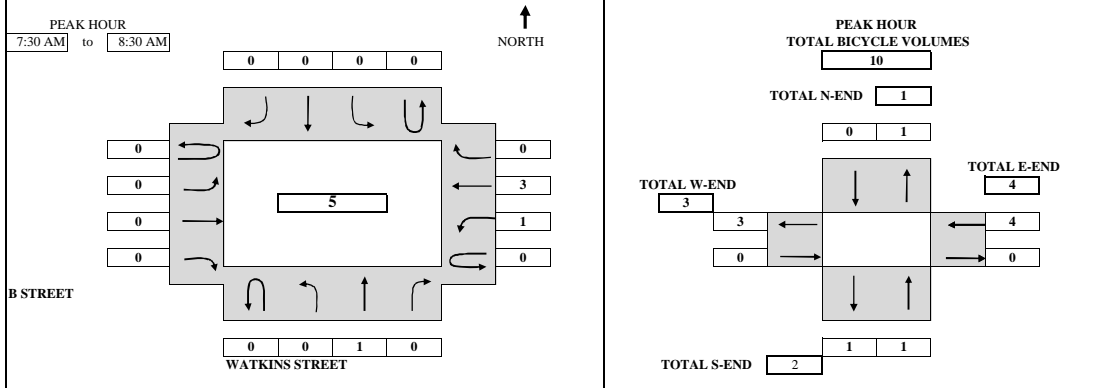 PEAK HOUR
7:30 AM to 8:30 AM
NORTH
0 0 0 0
0 0
0 3
5
0 1
0 0
B STREET
0 0 1 0
WATKINS STREET
PEAK HOUR
TOTAL BICYCLE VOLUMES
10
TOTAL N-END 1
0 1
TOTAL E-END
4
TOTAL W-END
3
3 4
0 0
1 1
TOTAL S-END 2